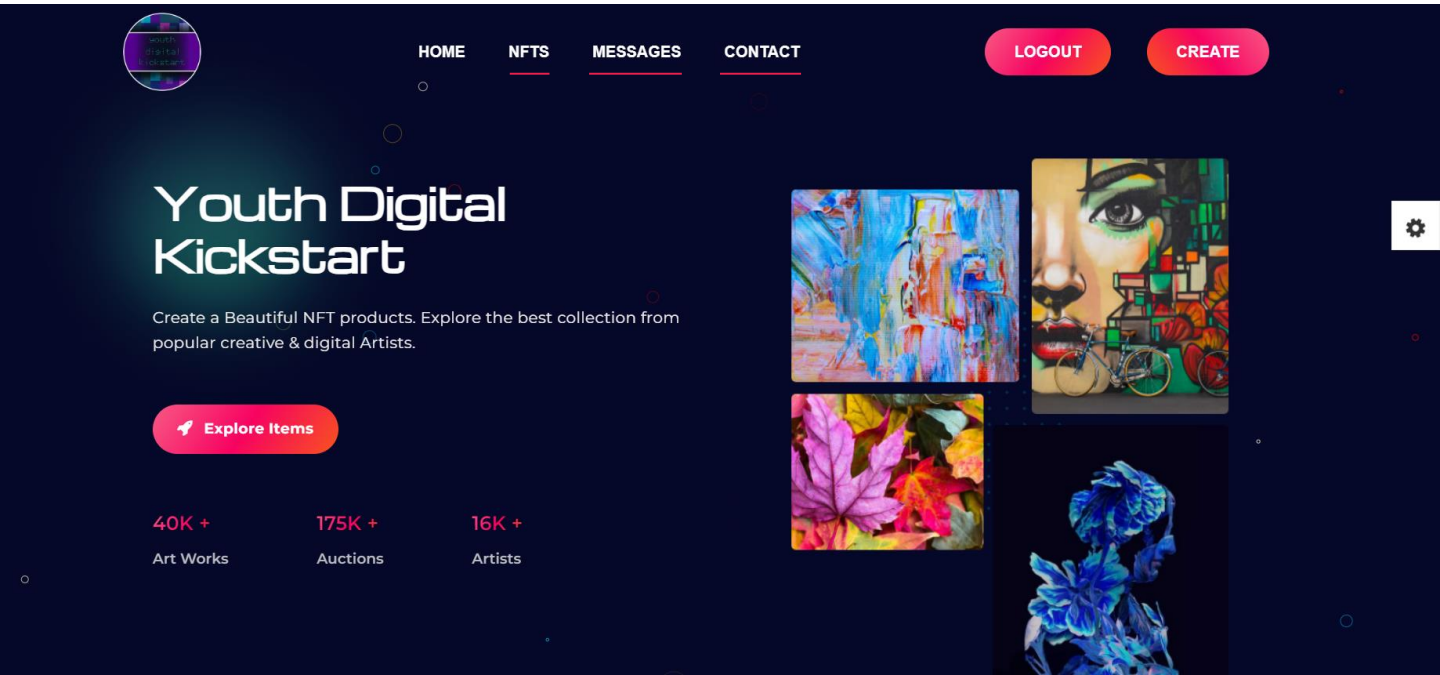 youth
digital
kickstart
HOME NFTS MESSAGES CONTACT LOGOUT CREATE
Youth Digital
Kickstart
Create a Beautiful NFT products. Explore the best collection from
popular creative & digital Artists.
Explore Items
40K + 175K + 16K +
Art Works Auctions Artists